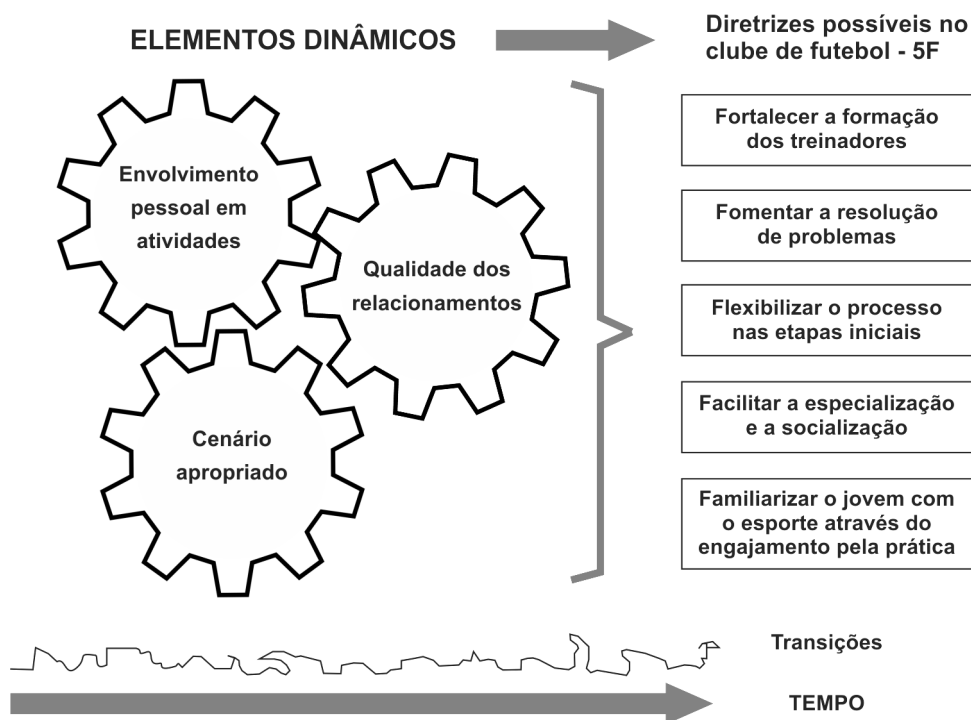 ELEMENTOS DINÂMICOS
Diretrizes possíveis no
clube de futebol - 5F
Envolvimento
pessoal em
atividades
Qualidade dos
relacionamentos
Cenário
apropriado
Fortalecer a formação
dos treinadores
Fomentar a resolução
de problemas
Flexibilizar o processo
nas etapas iniciais
Facilitar a especialização
e a socialização
Familiarizar o jovem com
o esporte através do
engajamento pela prática
Transições
TEMPO